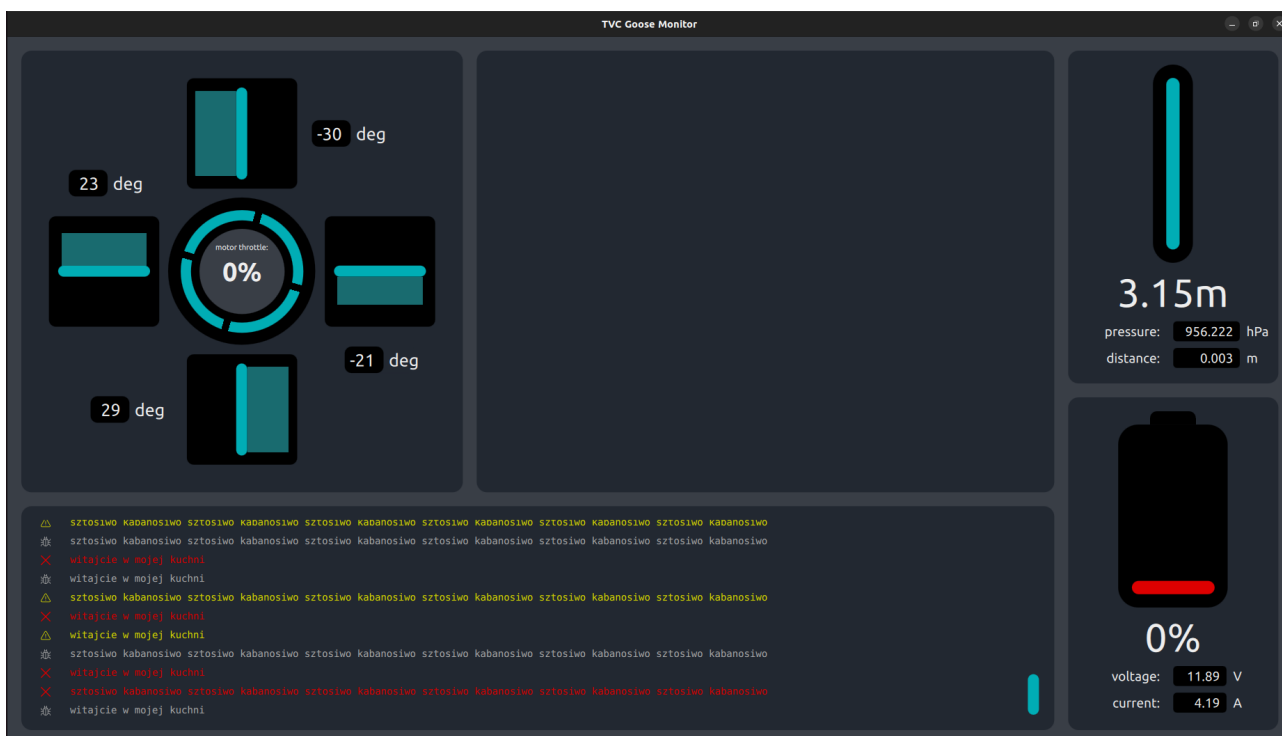 TVC Goose Monitor
-30 deg
23 deg
motor throttle:
0%
-21 deg
29 deg
3.15m
pressure: 956.222 hPa
distance: 0.003 m
0%
voltage: 11.89 V
current: 4.19 A
sztosiwo kabanosiwo sztosiwo kabanosiwo sztosiwo kabanosiwo sztosiwo kabanosiwo sztosiwo kabanosiwo sztosiwo kabanosiwo
sztosiwo kabanosiwo sztosiwo kabanosiwo sztosiwo kabanosiwo sztosiwo kabanosiwo sztosiwo kabanosiwo sztosiwo kabanosiwo
witajcie w mojej kuchni
witajcie w mojej kuchni
sztosiwo kabanosiwo sztosiwo kabanosiwo sztosiwo kabanosiwo sztosiwo kabanosiwo sztosiwo kabanosiwo sztosiwo kabanosiwo
witajcie w mojej kuchni
witajcie w mojej kuchni
sztosiwo kabanosiwo sztosiwo kabanosiwo sztosiwo kabanosiwo sztosiwo kabanosiwo sztosiwo kabanosiwo sztosiwo kabanosiwo
witajcie w mojej kuchni
sztosiwo kabanosiwo sztosiwo kabanosiwo sztosiwo kabanosiwo sztosiwo kabanosiwo sztosiwo kabanosiwo sztosiwo kabanosiwo
witajcie w mojej kuchni